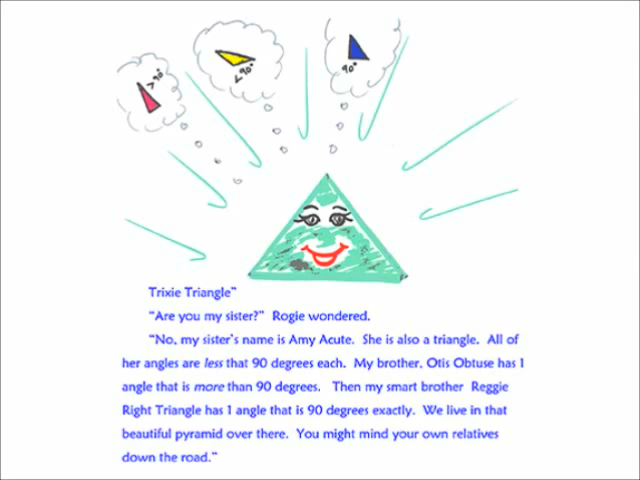 >90°
<90°
90°
Trixie Triangle"
"Are you my sister?" Rogie wondered.
"No, my sister's name is Amy Acute. She is also a triangle. All of
her angles are less that 90 degrees each. My brother, Otis Obtuse has 1
angle that is more than 90 degrees. Then my smart brother Reggie
Right Triangle has 1 angle that is 90 degrees exactly. We live in that
beautiful pyramid over there. You might mind your own relatives
down the road."